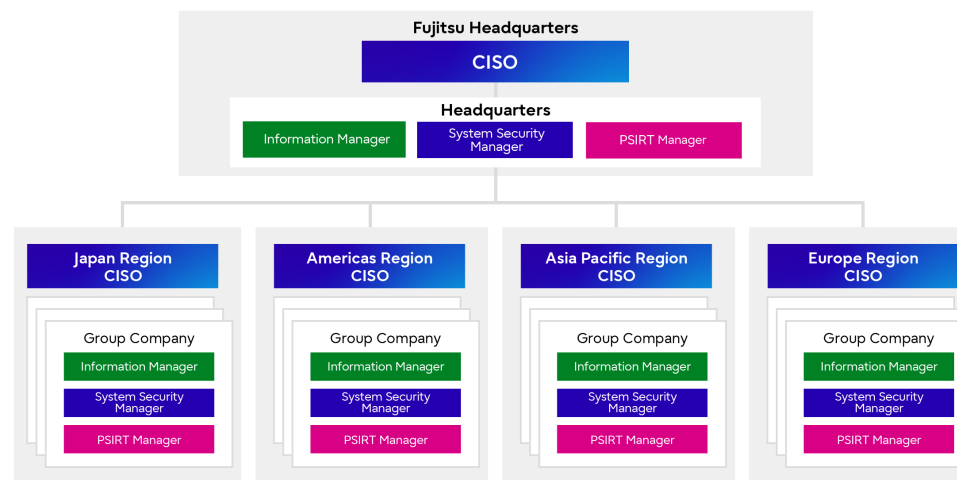 Fujitsu Headquarters
CISO
Headquarters
Information Manager
System Security
Manager
PSIRT Manager
Japan Region
CISO
Group Company
Information Manager
System Security
Manager
PSIRT Manager
Americas Region
CISO
Group Company
Information Manager
System Security
Manager
PSIRT Manager
Asia Pacific Region
CISO
Group Company
Information Manager
System Security
Manager
PSIRT Manager
Europe Region
CISO
Group Company
Information Manager
System Security
Manager
PSIRT Manager